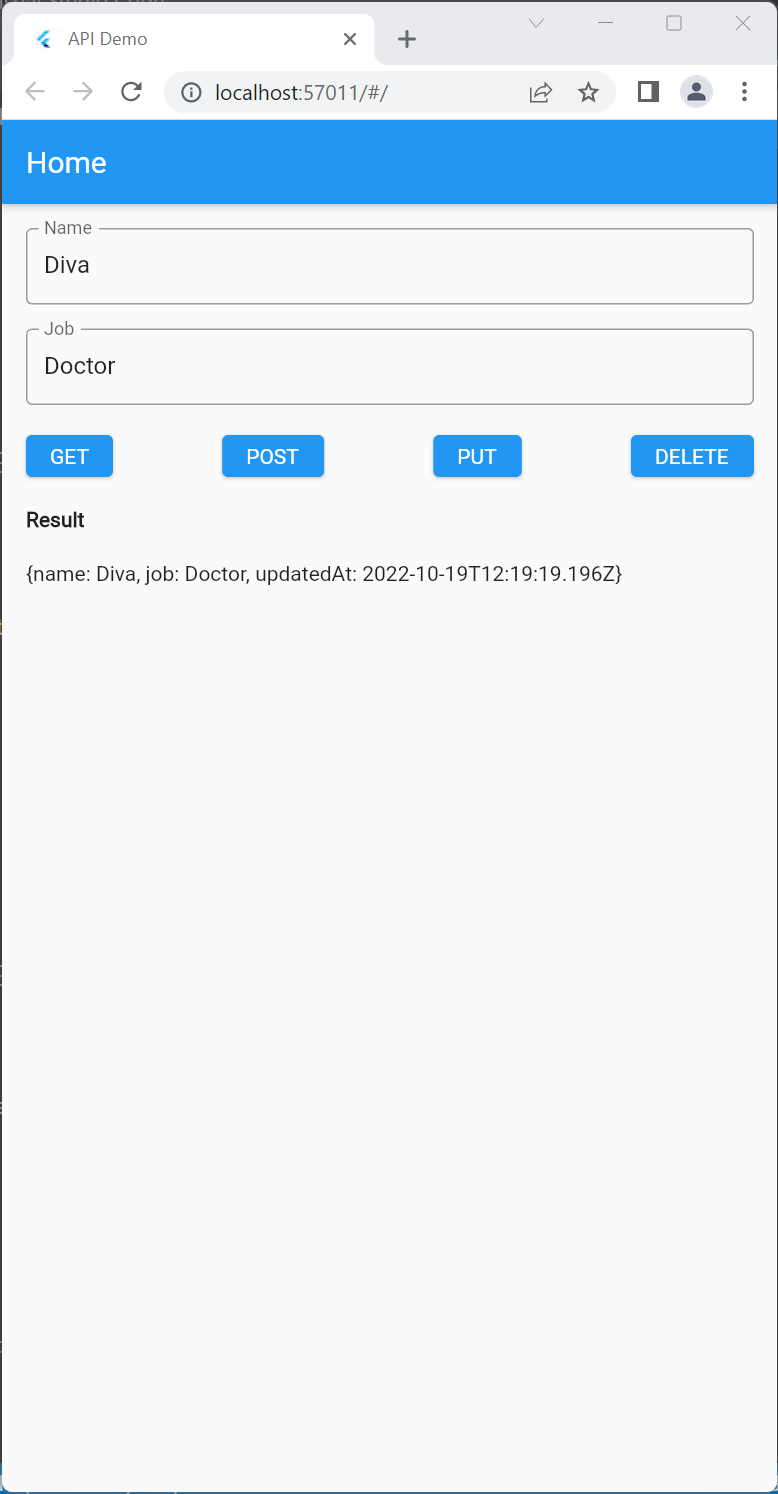 API Demo
localhost:57011/#/
Home
Name
Diva
Job
Doctor
GET POST PUT DELETE
Result
{name: Diva, job: Doctor, updatedAt: 2022-10-19T12:19:19.196Z}